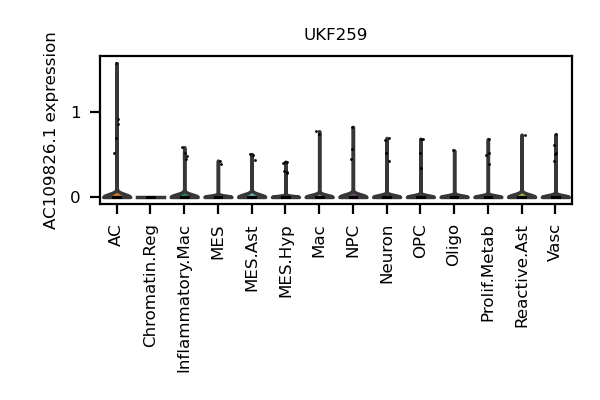 UKF259
AC109826.1 expression
1
0
AC
Chromatin.Reg
Inflammatory.Mac
MES
MES.Ast
MES.Hyp
Mac
NPC
Neuron
OPC
Oligo
Prolif.Metab
Reactive.Ast
Vasc